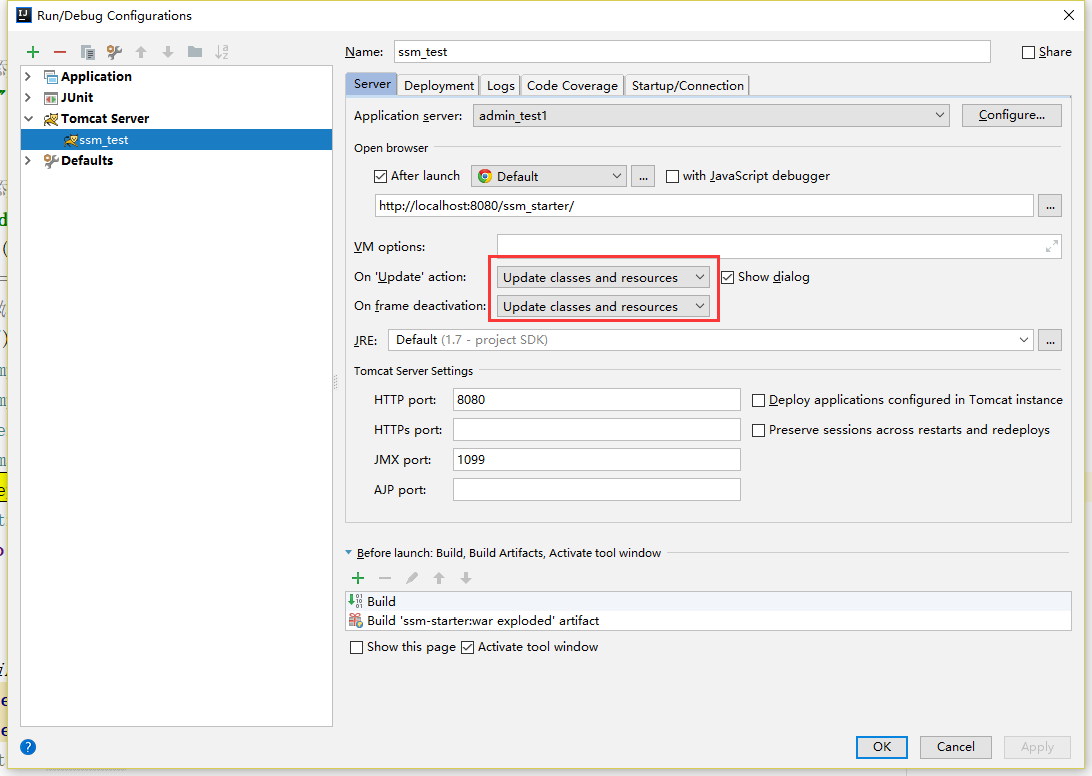 Run/Debug Configurations
Name: ssm_test Share
Application
JUnit
Tomcat Server
ssm_test
Defaults
Server Deployment Logs Code Coverage Startup/Connection
Application server: admin_test1 Configure...
Open browser
After launch Default ... with JavaScript debugger
http://localhost:8080/ssm_starter/ ...
VM options:
On 'Update' action: Update classes and resources Show dialog
On frame deactivation: Update classes and resources
JRE: Default (1.7 - project SDK) ...
Tomcat Server Settings
HTTP port: 8080 Deploy applications configured in Tomcat instance
HTTPs port: Preserve sessions across restarts and redeploys
JMX port: 1099
AJP port:
Before launch: Build, Build Artifacts, Activate tool window
Build
Build 'ssm-starter:war exploded' artifact
Show this page Activate tool window
? OK Cancel Apply